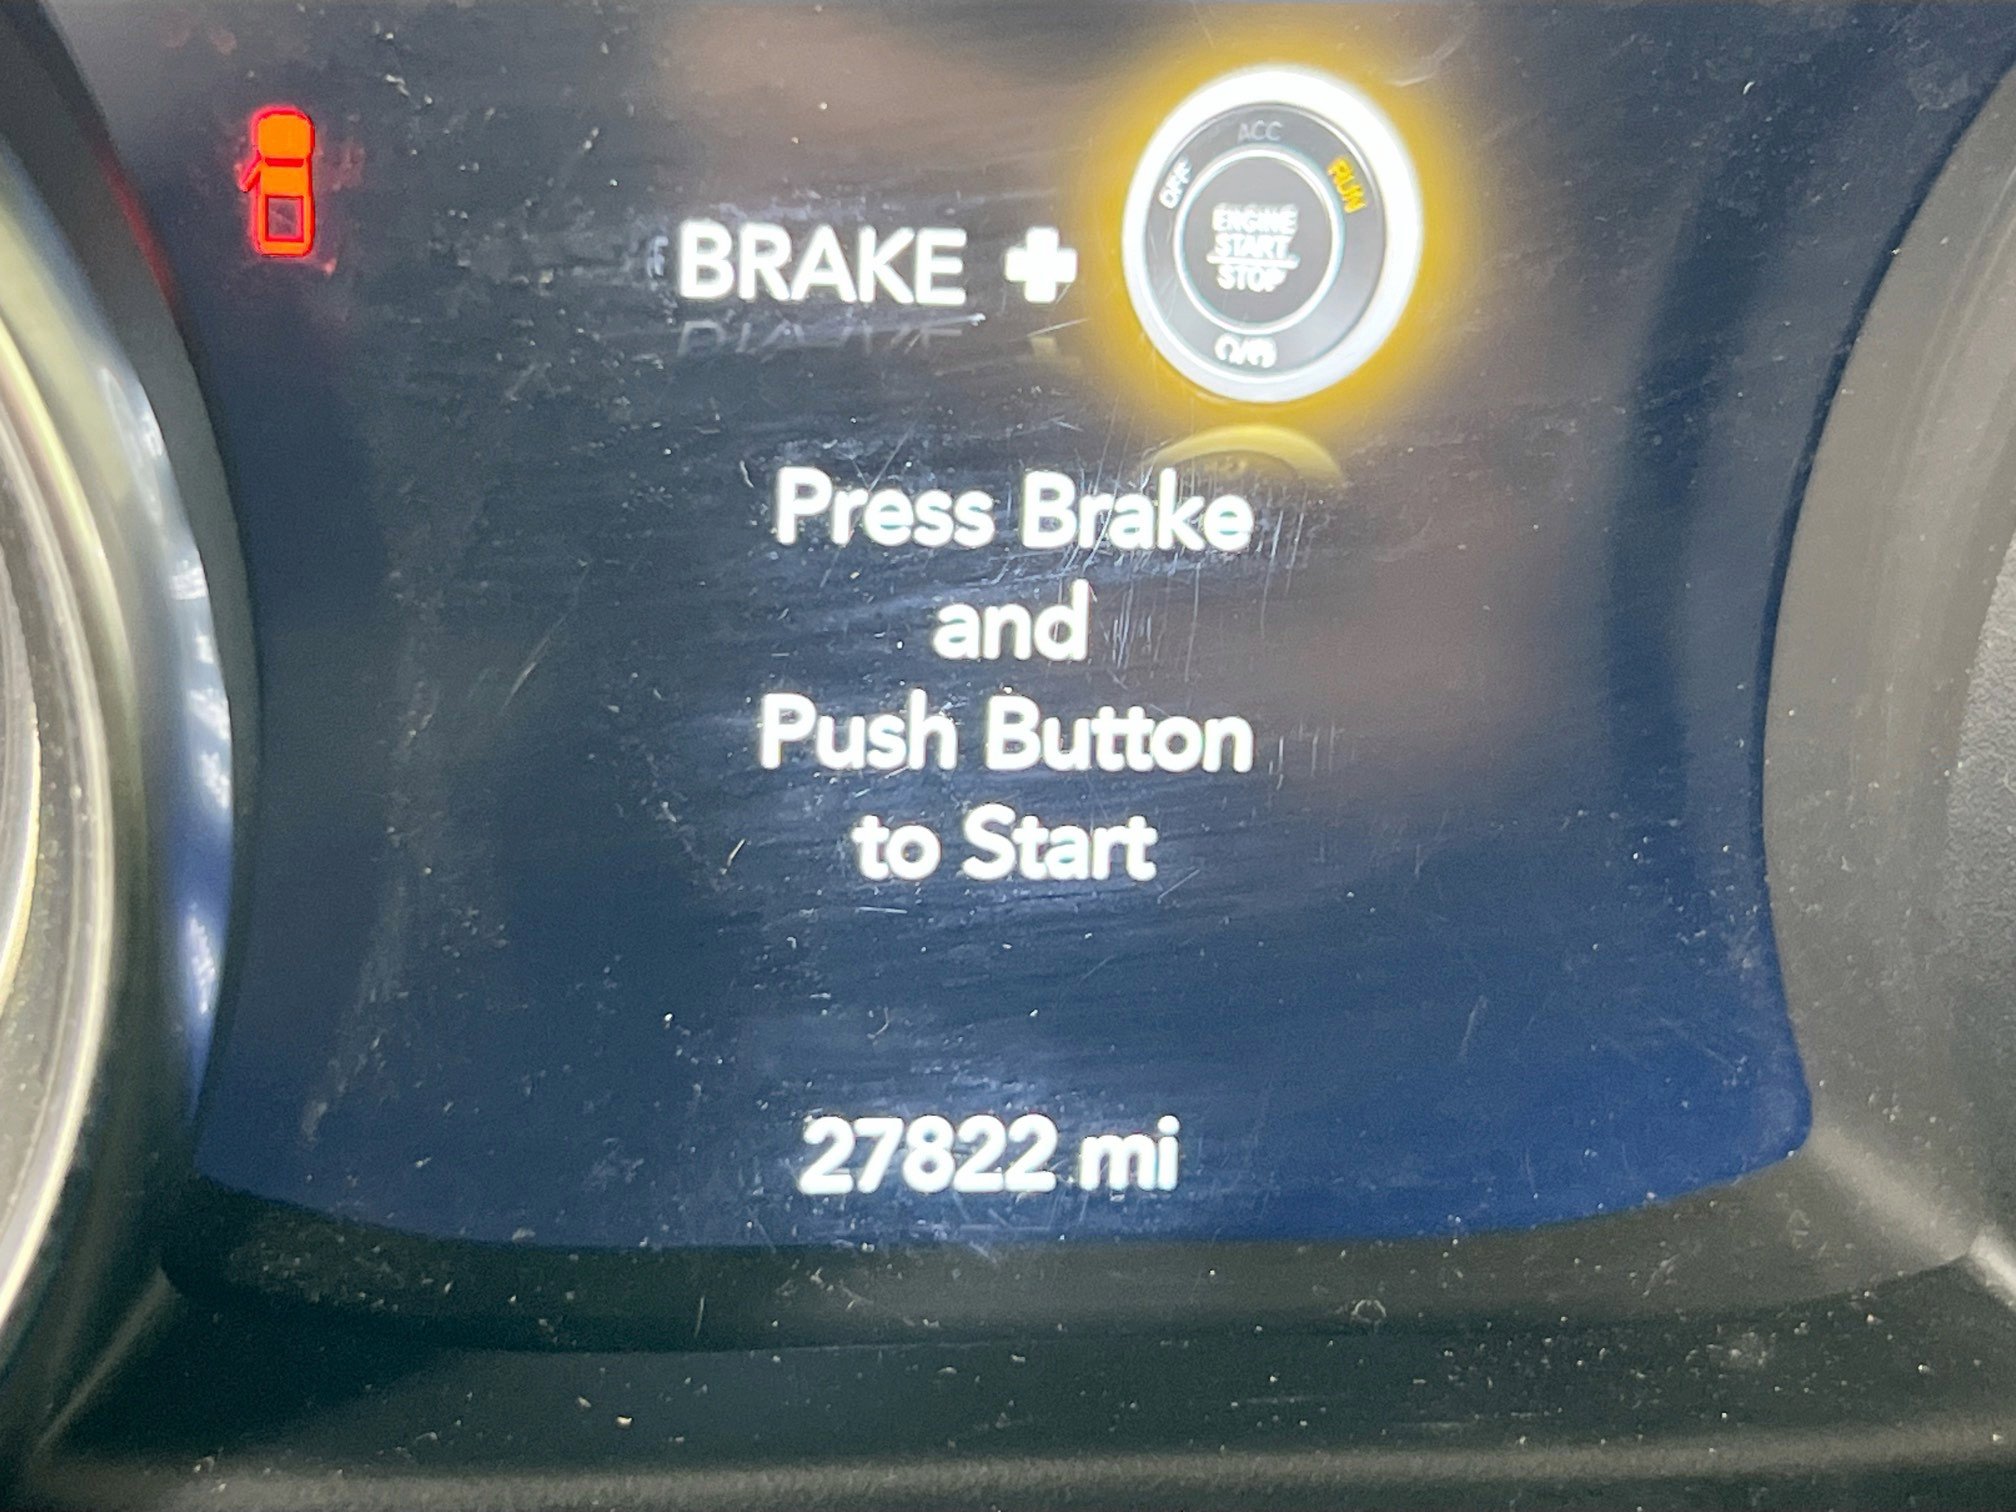 BRAKE +
ACC
OFF
RUN
ENGINE
START
STOP
Press Brake
and
Push Button
to Start
27822 mi